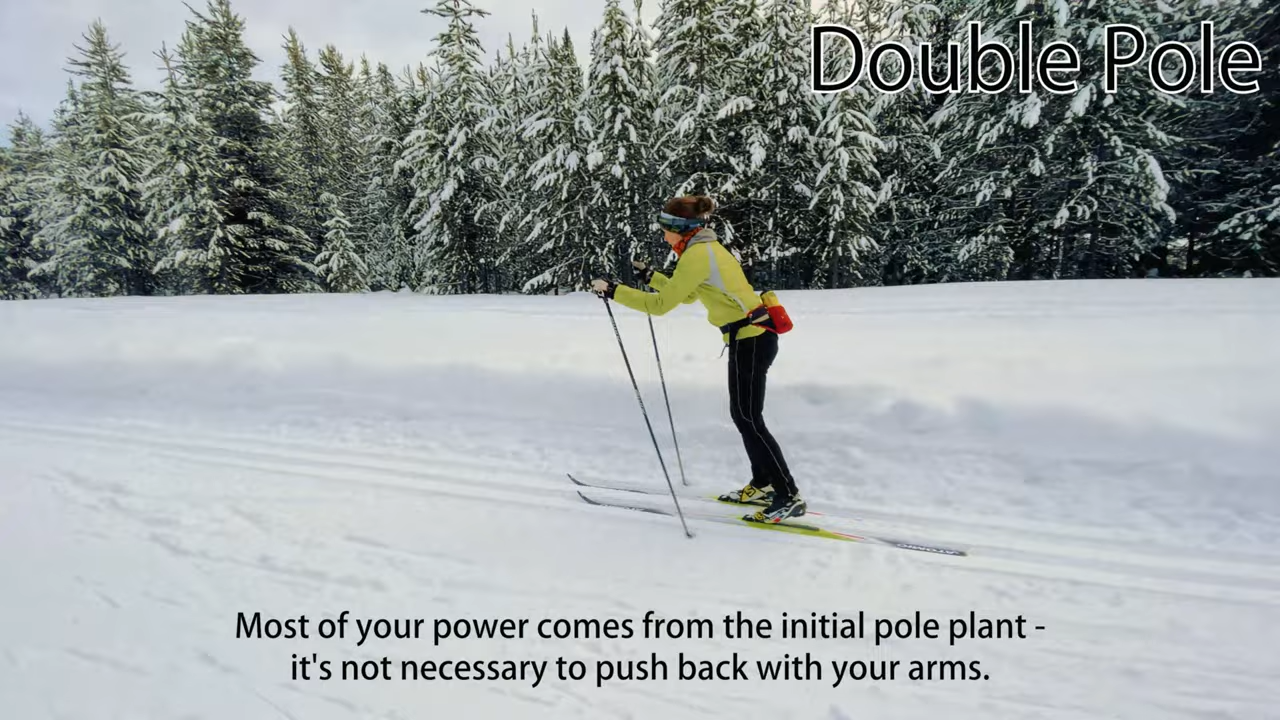 Double Pole
ATOMIC
Most of your power comes from the initial pole plant -
it's not necessary to push back with your arms.